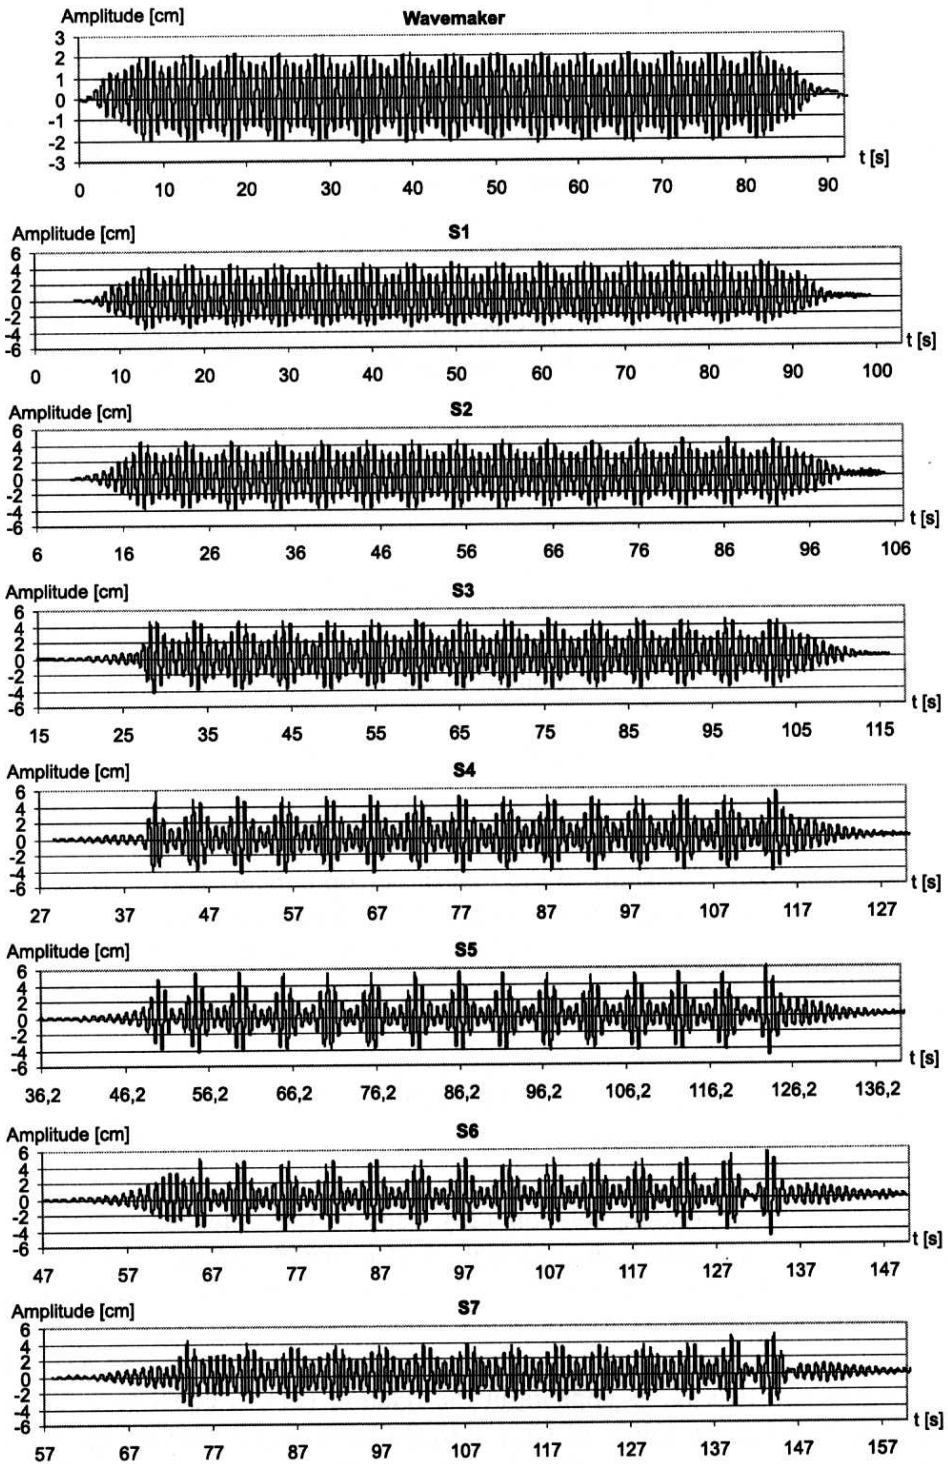 Amplitude [cm] Wavemaker
3
2
1
0
-1
-2
-3
t [s]
0 10 20 30 40 50 60 70 80 90
Amplitude [cm] S1
6
4
2
0
-2
-4
-6
t [s]
0 10 20 30 40 50 60 70 80 90 100
Amplitude [cm] S2
6
4
2
0
-2
-4
-6
t [s]
6 16 26 36 46 56 66 76 86 96 106
Amplitude [cm] S3
6
4
2
0
-2
-4
-6
t [s]
15 25 35 45 55 65 75 85 95 105 115
Amplitude [cm] S4
6
4
2
0
-2
-4
-6
t [s]
27 37 47 57 67 77 87 97 107 117 127
Amplitude [cm] S5
6
4
2
0
-2
-4
-6
t [s]
36,2 46,2 56,2 66,2 76,2 86,2 96,2 106,2 116,2 126,2 136,2
Amplitude [cm] S6
6
4
2
0
-2
-4
-6
t [s]
47 57 67 77 87 97 107 117 127 137 147
Amplitude [cm] S7
6
4
2
0
-2
-4
-6
t [s]
57 67 77 87 97 107 117 127 137 147 157